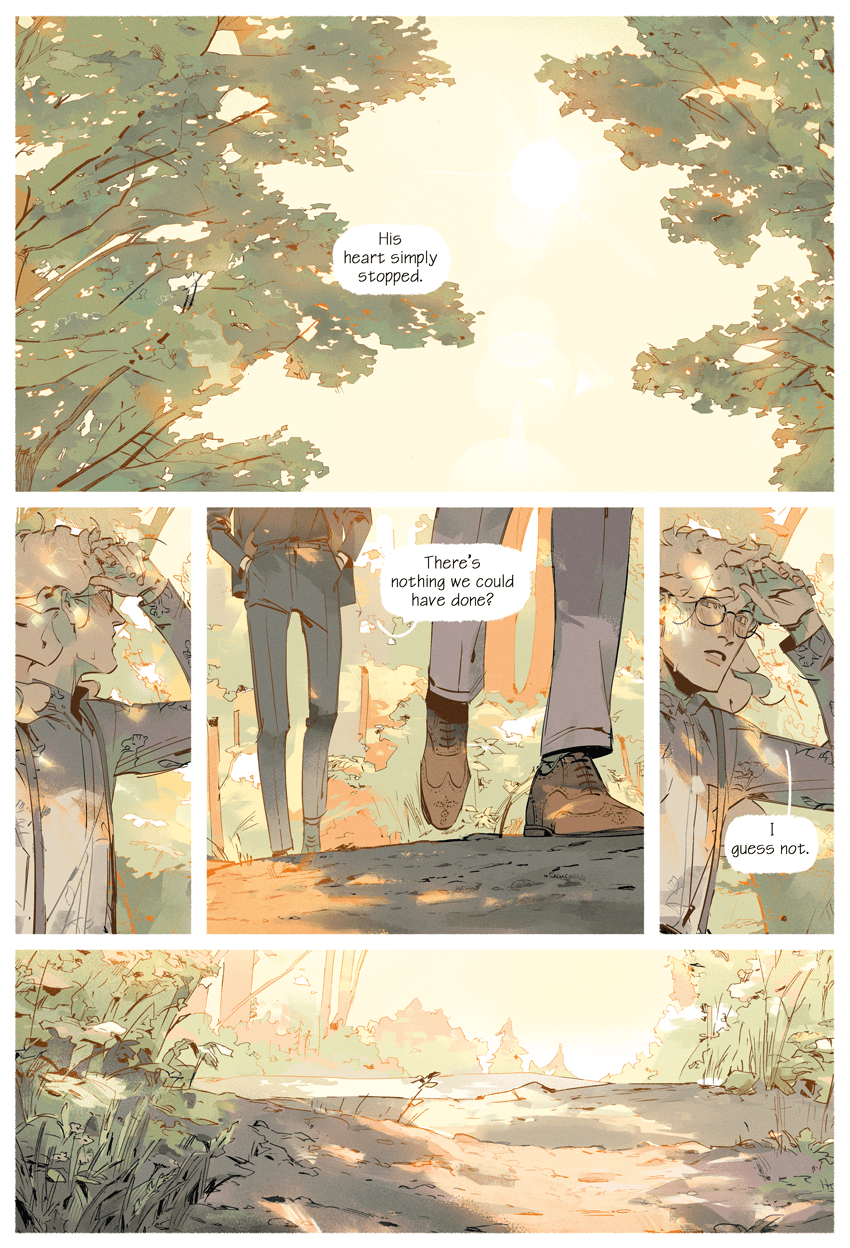 His
heart simply
stopped.
There's
nothing we could
have done?
I
guess not.